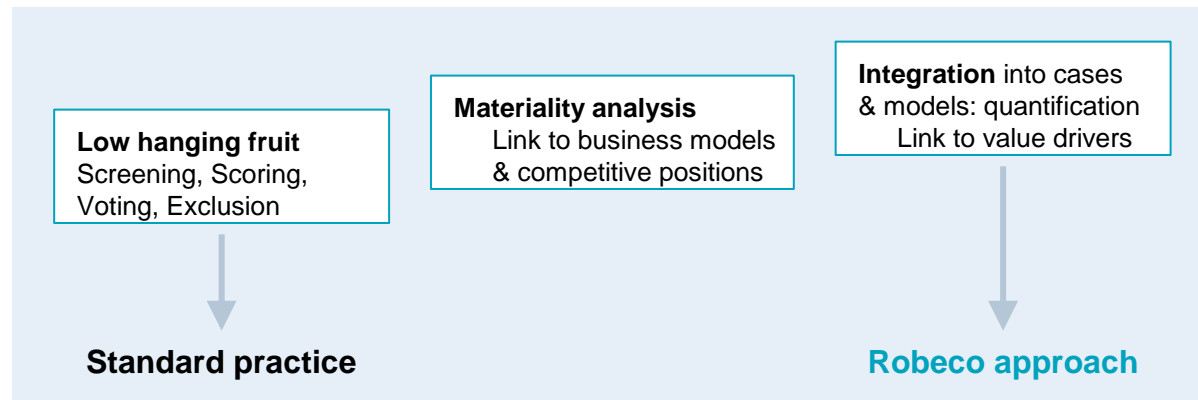 Low hanging fruit
Screening, Scoring,
Voting, Exclusion
Materiality analysis
Link to business models
& competitive positions
Integration into cases
& models: quantification
Link to value drivers
Standard practice
Robeco approach